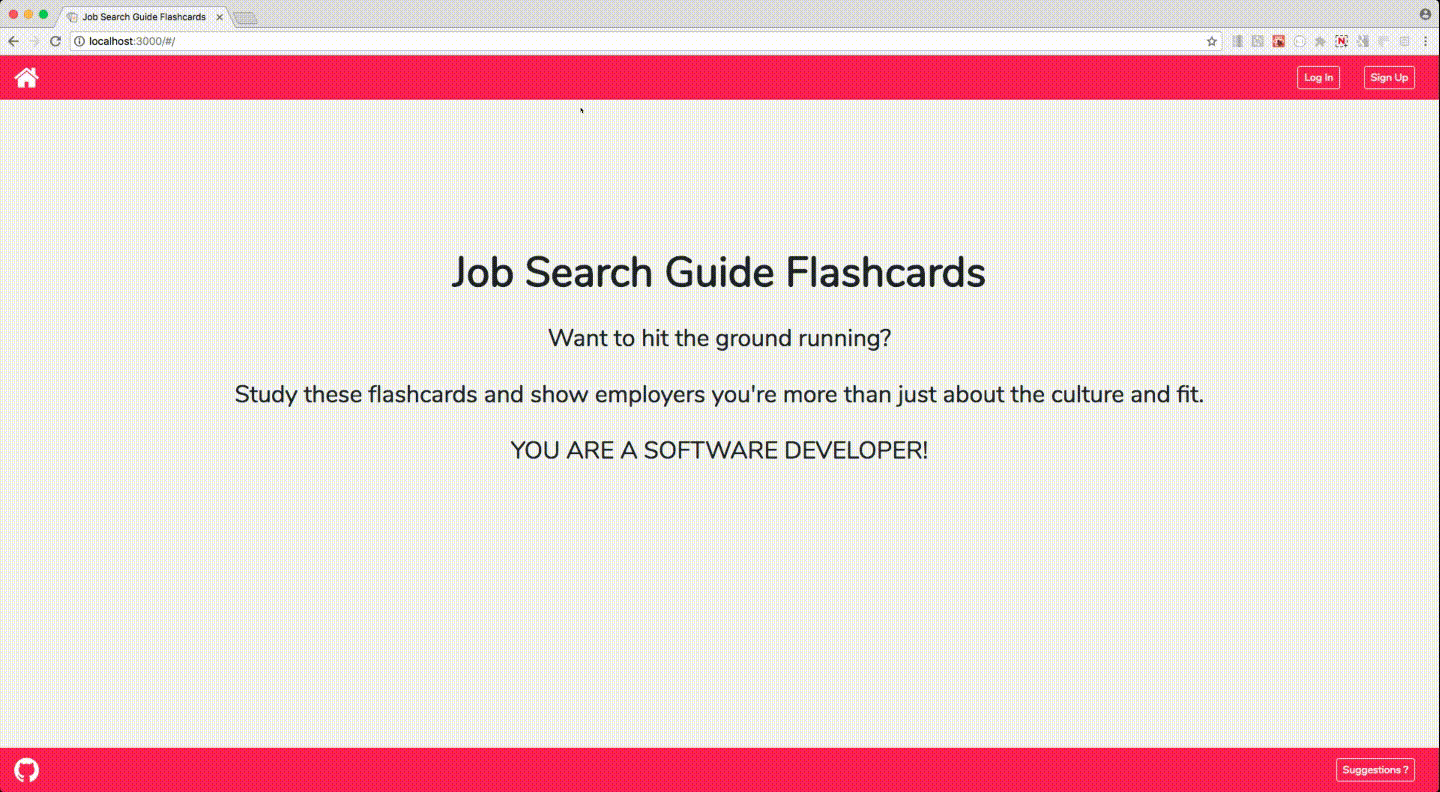 Job Search Guide Flashcards
localhost:3000/#/
Log In
Sign Up
Job Search Guide Flashcards
Want to hit the ground running?
Study these flashcards and show employers you're more than just about the culture and fit.
YOU ARE A SOFTWARE DEVELOPER!
Suggestions ?